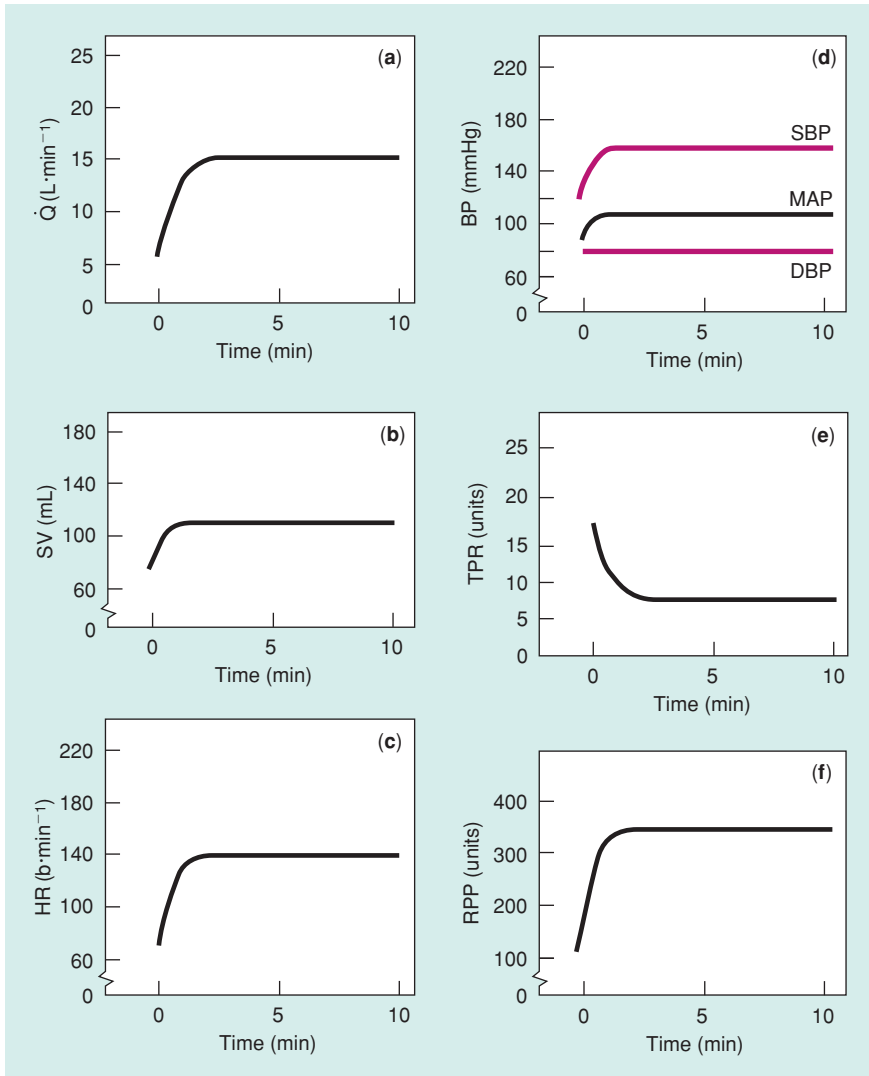 (a)
Q̇ (L·min⁻¹)
25
20
15
10
5
0
0 5 10
Time (min)
(b)
SV (mL)
180
140
100
60
0
0 5 10
Time (min)
(c)
HR (b·min⁻¹)
220
180
140
100
60
0
0 5 10
Time (min)
(d)
BP (mmHg)
220
180
140
100
60
0
SBP
MAP
DBP
0 5 10
Time (min)
(e)
TPR (units)
25
20
15
10
5
0
0 5 10
Time (min)
(f)
RPP (units)
400
300
200
100
0
0 5 10
Time (min)